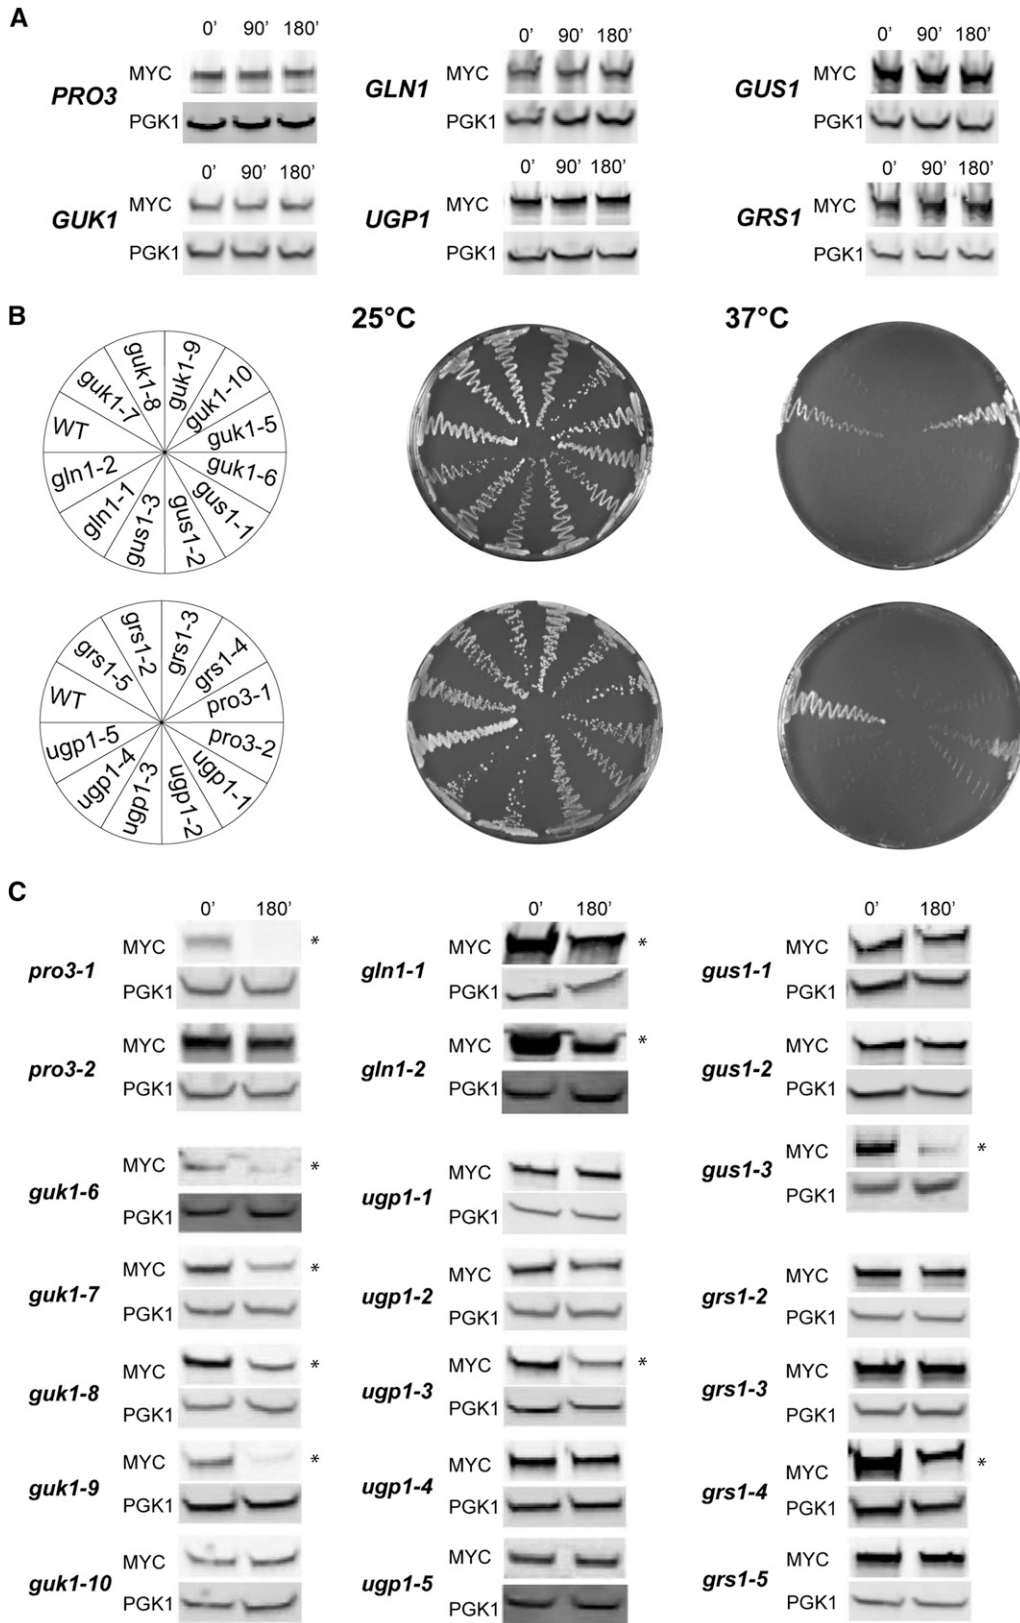 A
0' 90' 180'
PRO3
MYC
PGK1
0' 90' 180'
GLN1
MYC
PGK1
0' 90' 180'
GUS1
MYC
PGK1
0' 90' 180'
GUK1
MYC
PGK1
0' 90' 180'
UGP1
MYC
PGK1
0' 90' 180'
GRS1
MYC
PGK1
B
25°C
37°C
WT
guk1-7
guk1-8
guk1-9
guk1-10
guk1-5
guk1-6
gus1-1
gus1-2
gus1-3
gln1-1
gln1-2
WT
grs1-5
grs1-2
grs1-3
grs1-4
pro3-1
pro3-2
ugp1-1
ugp1-2
ugp1-3
ugp1-4
ugp1-5
C
0' 180'
pro3-1
MYC *
PGK1
pro3-2
MYC
PGK1
guk1-6
MYC *
PGK1
guk1-7
MYC *
PGK1
guk1-8
MYC *
PGK1
guk1-9
MYC *
PGK1
guk1-10
MYC
PGK1
0' 180'
gln1-1
MYC *
PGK1
gln1-2
MYC *
PGK1
ugp1-1
MYC
PGK1
ugp1-2
MYC
PGK1
ugp1-3
MYC *
PGK1
ugp1-4
MYC
PGK1
ugp1-5
MYC
PGK1
0' 180'
gus1-1
MYC
PGK1
gus1-2
MYC
PGK1
gus1-3
MYC *
PGK1
grs1-2
MYC
PGK1
grs1-3
MYC
PGK1
grs1-4
MYC *
PGK1
grs1-5
MYC
PGK1